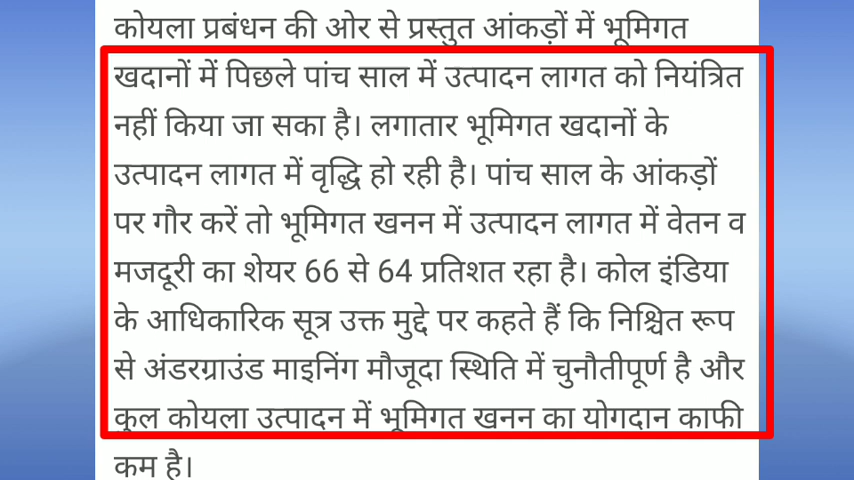 कोयला प्रबंधन की ओर से प्रस्तुत आंकड़ों में भूमिगत
खदानों में पिछले पांच साल में उत्पादन लागत को नियंत्रित
नहीं किया जा सका है। लगातार भूमिगत खदानों के
उत्पादन लागत में वृद्धि हो रही है। पांच साल के आंकड़ों
पर गौर करें तो भूमिगत खनन में उत्पादन लागत में वेतन व
मजदूरी का शेयर 66 से 64 प्रतिशत रहा है। कोल इंडिया
के आधिकारिक सूत्र उक्त मुद्दे पर कहते हैं कि निश्चित रूप
से अंडरग्राउंड माइनिंग मौजूदा स्थिति में चुनौतीपूर्ण है और
कुल कोयला उत्पादन में भूमिगत खनन का योगदान काफी
कम है।